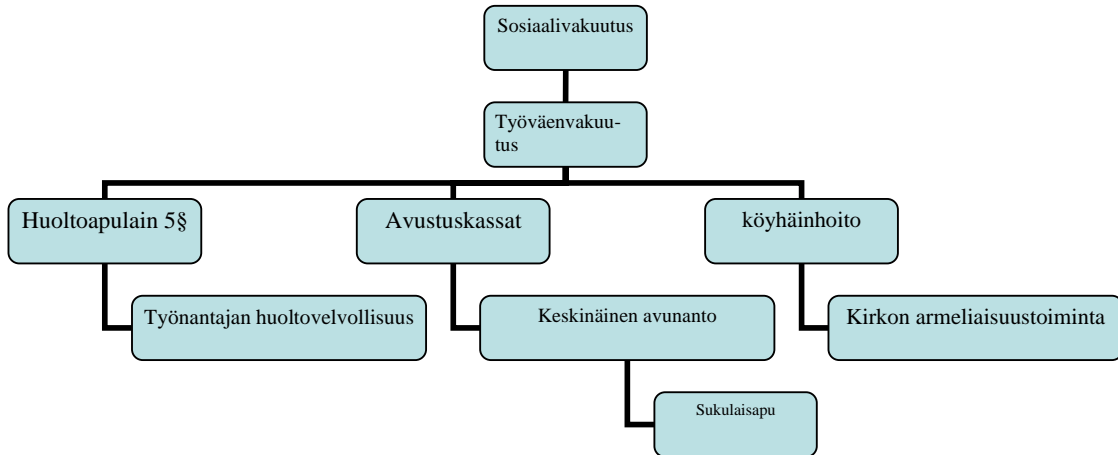 Sosiaalivakuutus
Työväenvakuu-
tus
Huoltoapulain 5§
Avustuskassat
köyhäinhoito
Työnantajan huoltovelvollisuus
Keskinäinen avunanto
Kirkon armeliaisuustoiminta
Sukulaisapu